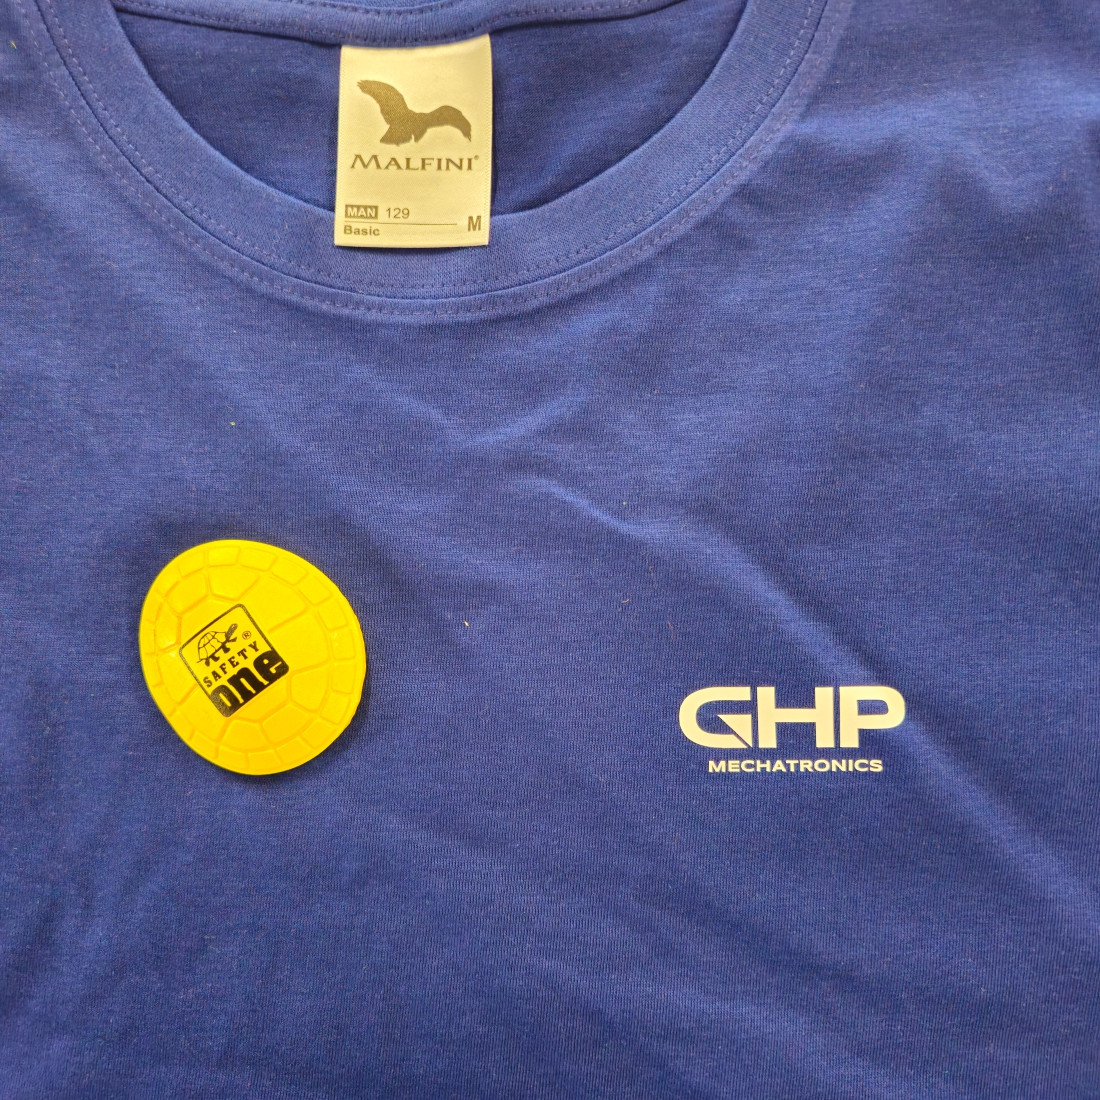 MALFINI®
MAN 129
Basic M
®
SAFETY
one
GHP
MECHATRONICS